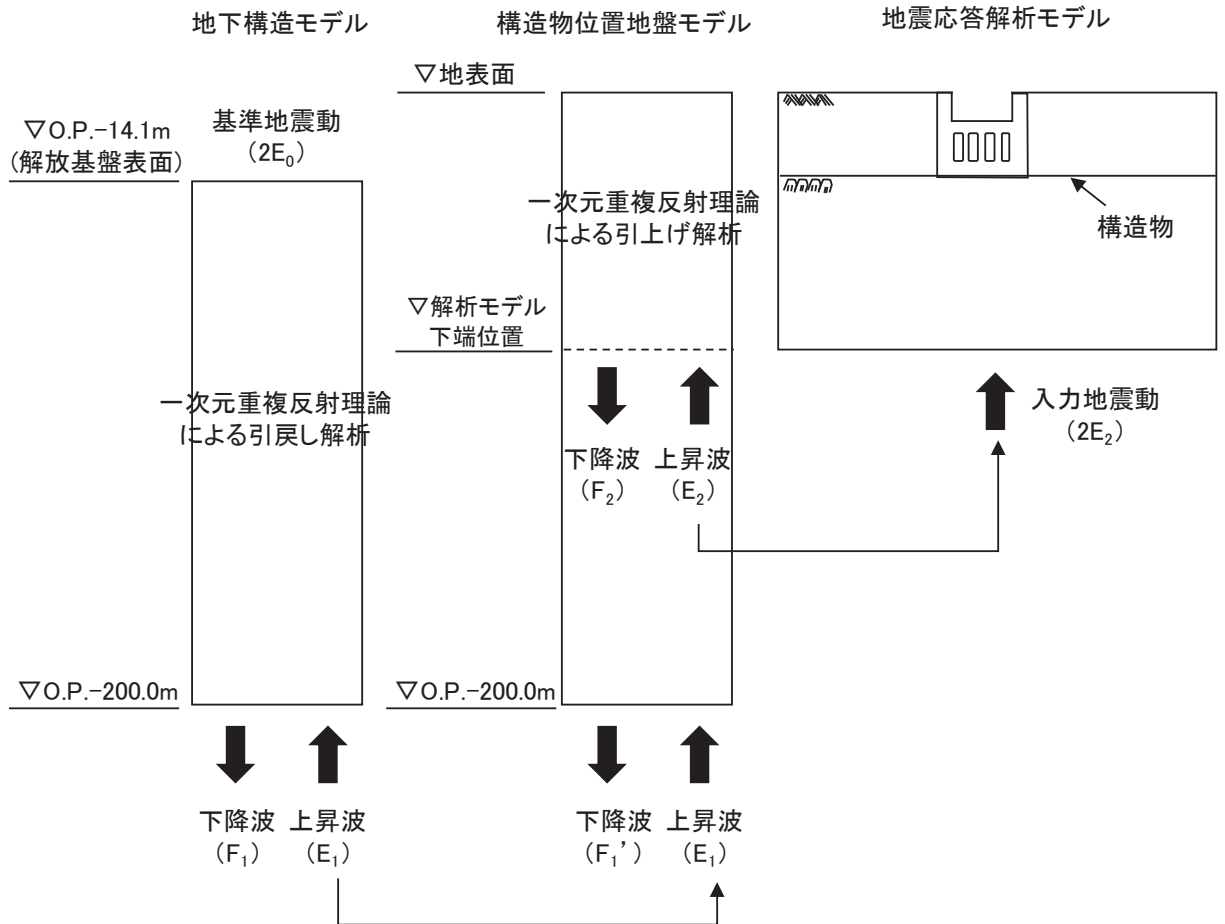 地下構造モデル
▽O.P.-14.1m
(解放基盤表面)
基準地震動
(2E₀)
一次元重複反射理論
による引戻し解析
▽O.P.-200.0m
下降波
(F₁)
上昇波
(E₁)
構造物位置地盤モデル
▽地表面
一次元重複反射理論
による引上げ解析
▽解析モデル
下端位置
下降波
(F₂)
上昇波
(E₂)
▽O.P.-200.0m
下降波
(F₁’)
上昇波
(E₁)
地震応答解析モデル
構造物
入力地震動
(2E₂)